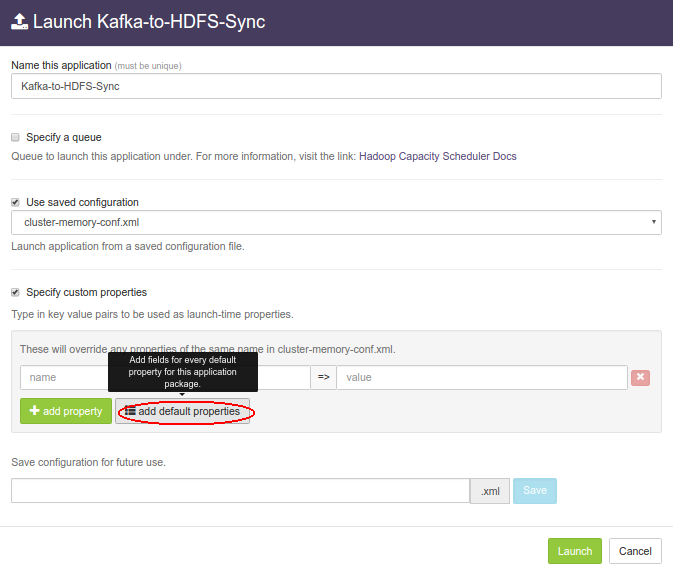 Launch Kafka-to-HDFS-Sync
Name this application (must be unique)
Kafka-to-HDFS-Sync
Specify a queue
Queue to launch this application under. For more information, visit the link: Hadoop Capacity Scheduler Docs
Use saved configuration
cluster-memory-conf.xml
Launch application from a saved configuration file.
Specify custom properties
Type in key value pairs to be used as launch-time properties.
These will override any properties of the same name in cluster-memory-conf.xml.
Add fields for every default
property for this application
package.
name => value
add property add default properties
Save configuration for future use.
.xml Save
Launch Cancel